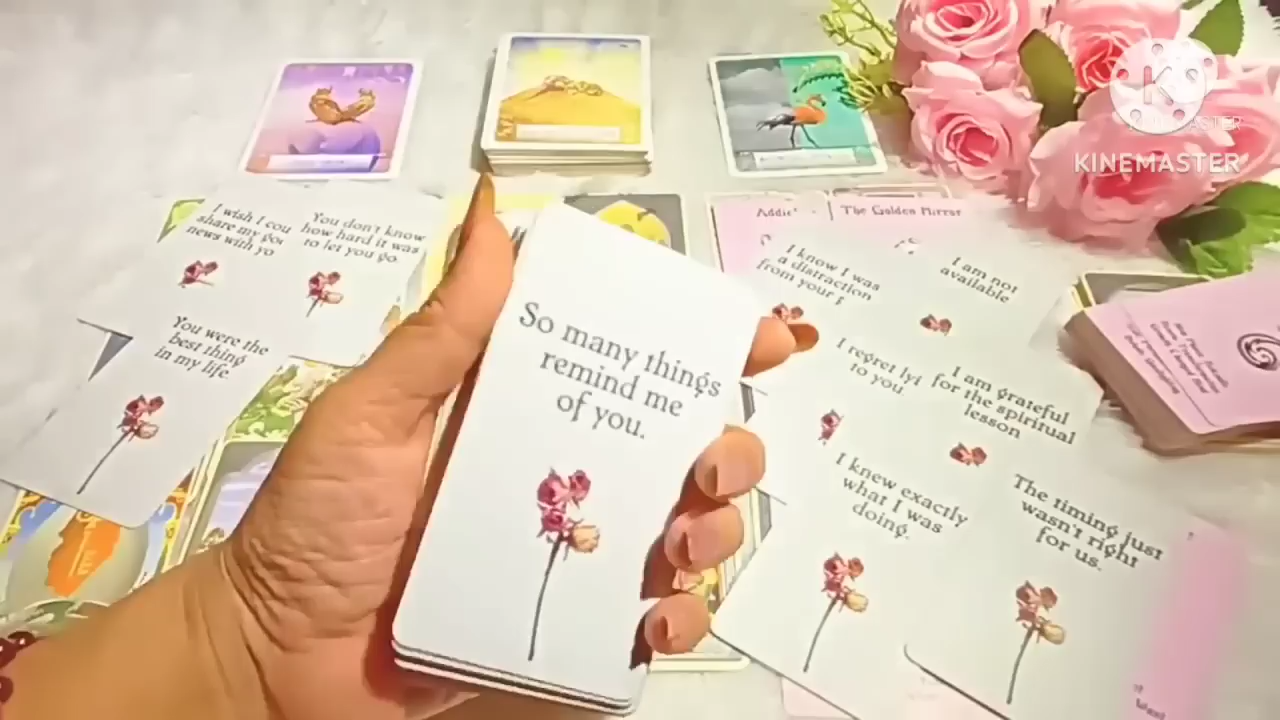 KINEMASTER
I wish I cou
share my go
news with yo
You don't know
how hard it was
to let you go.
You were the
best thing
in my life.
So many things
remind me
of you.
The Golden Mirror
I know I was
a distraction
from your
I am not
available
I regret lyi
to you.
I am grateful
for the spiritual
lesson
I knew exactly
what I was
doing.
The timing just
wasn't right
for us.